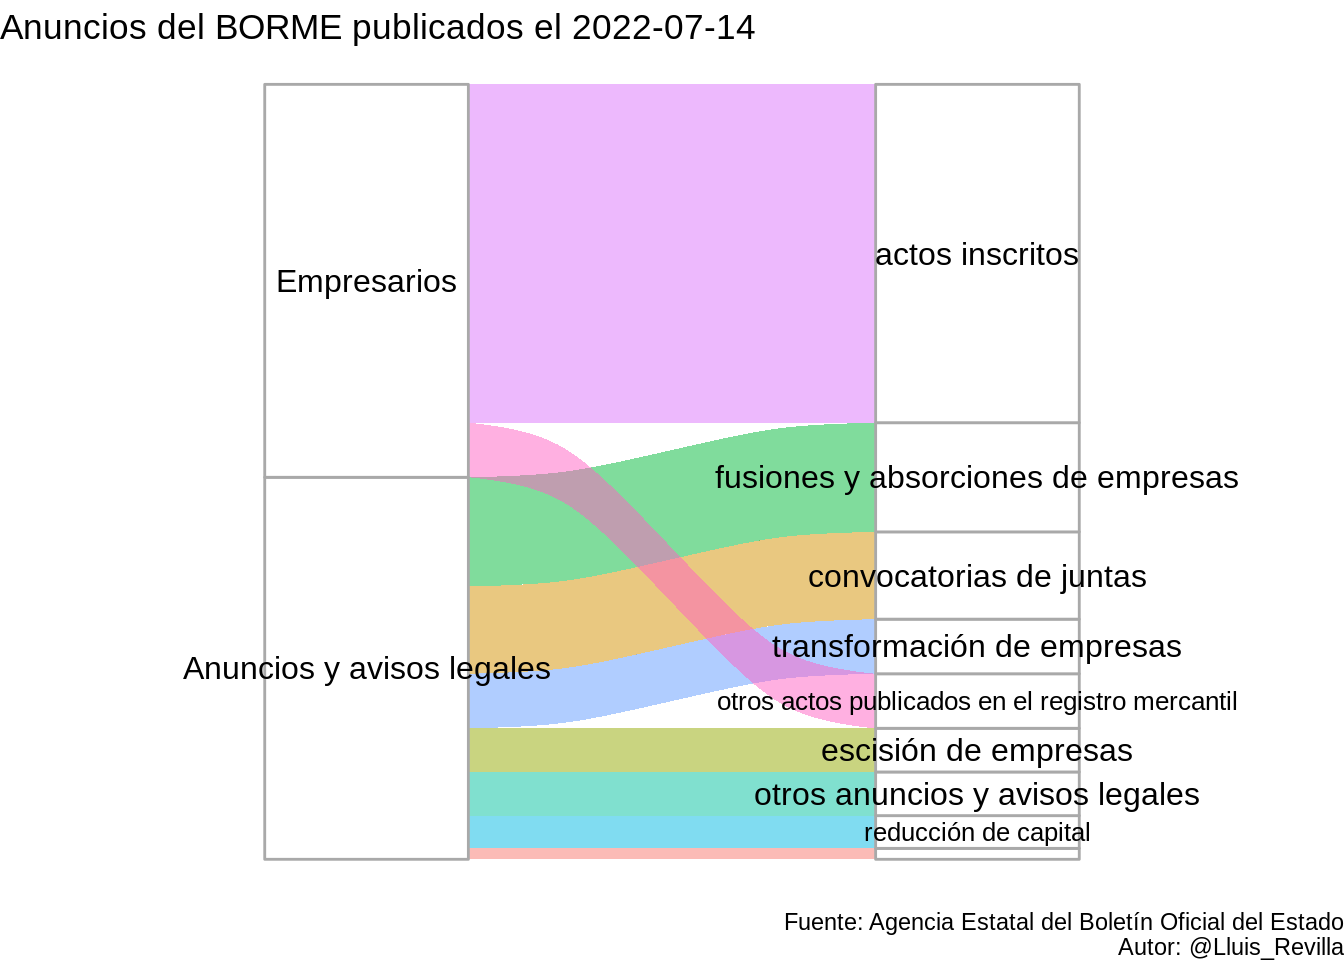 Anuncios del BORME publicados el 2022-07-14
Empresarios
Anuncios y avisos legales
actos inscritos
fusiones y absorciones de empresas
convocatorias de juntas
transformación de empresas
otros actos publicados en el registro mercantil
escisión de empresas
otros anuncios y avisos legales
reducción de capital
Fuente: Agencia Estatal del Boletín Oficial del Estado
Autor: @Lluis_Revilla